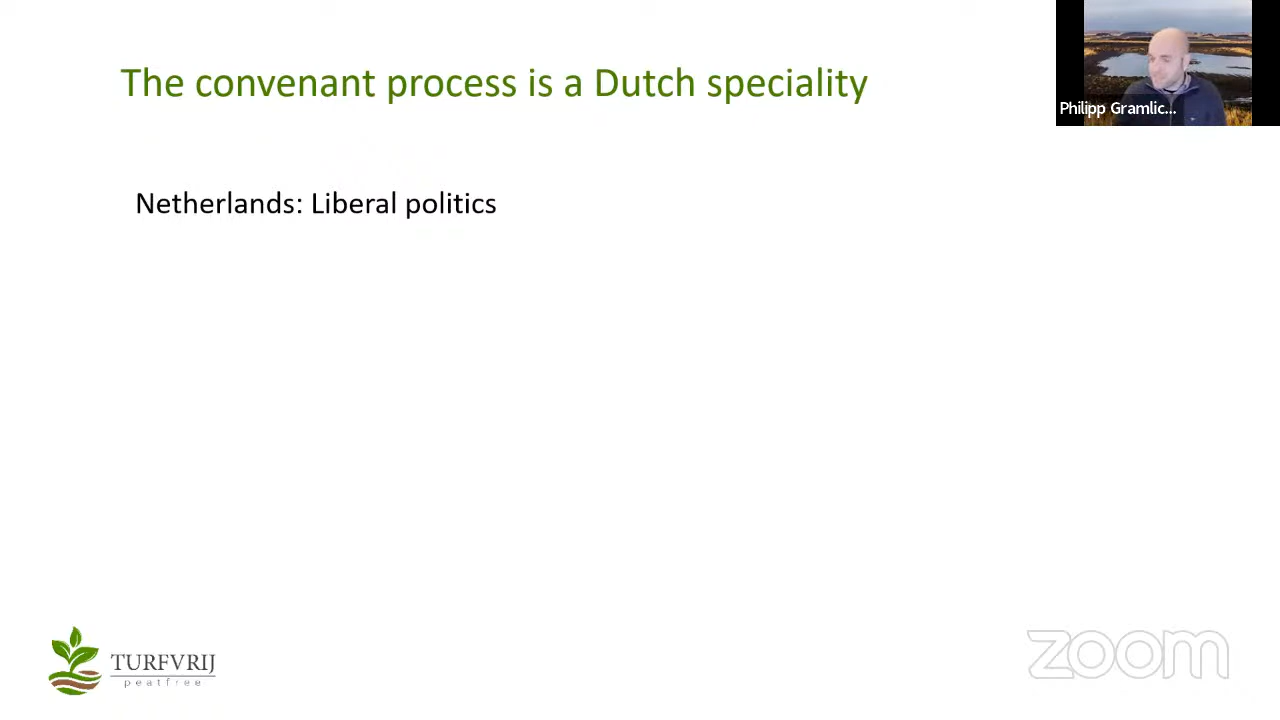 The convenant process is a Dutch speciality
Philipp Gramlic...
Netherlands: Liberal politics
TURFVRIJ
peatfree
zoom